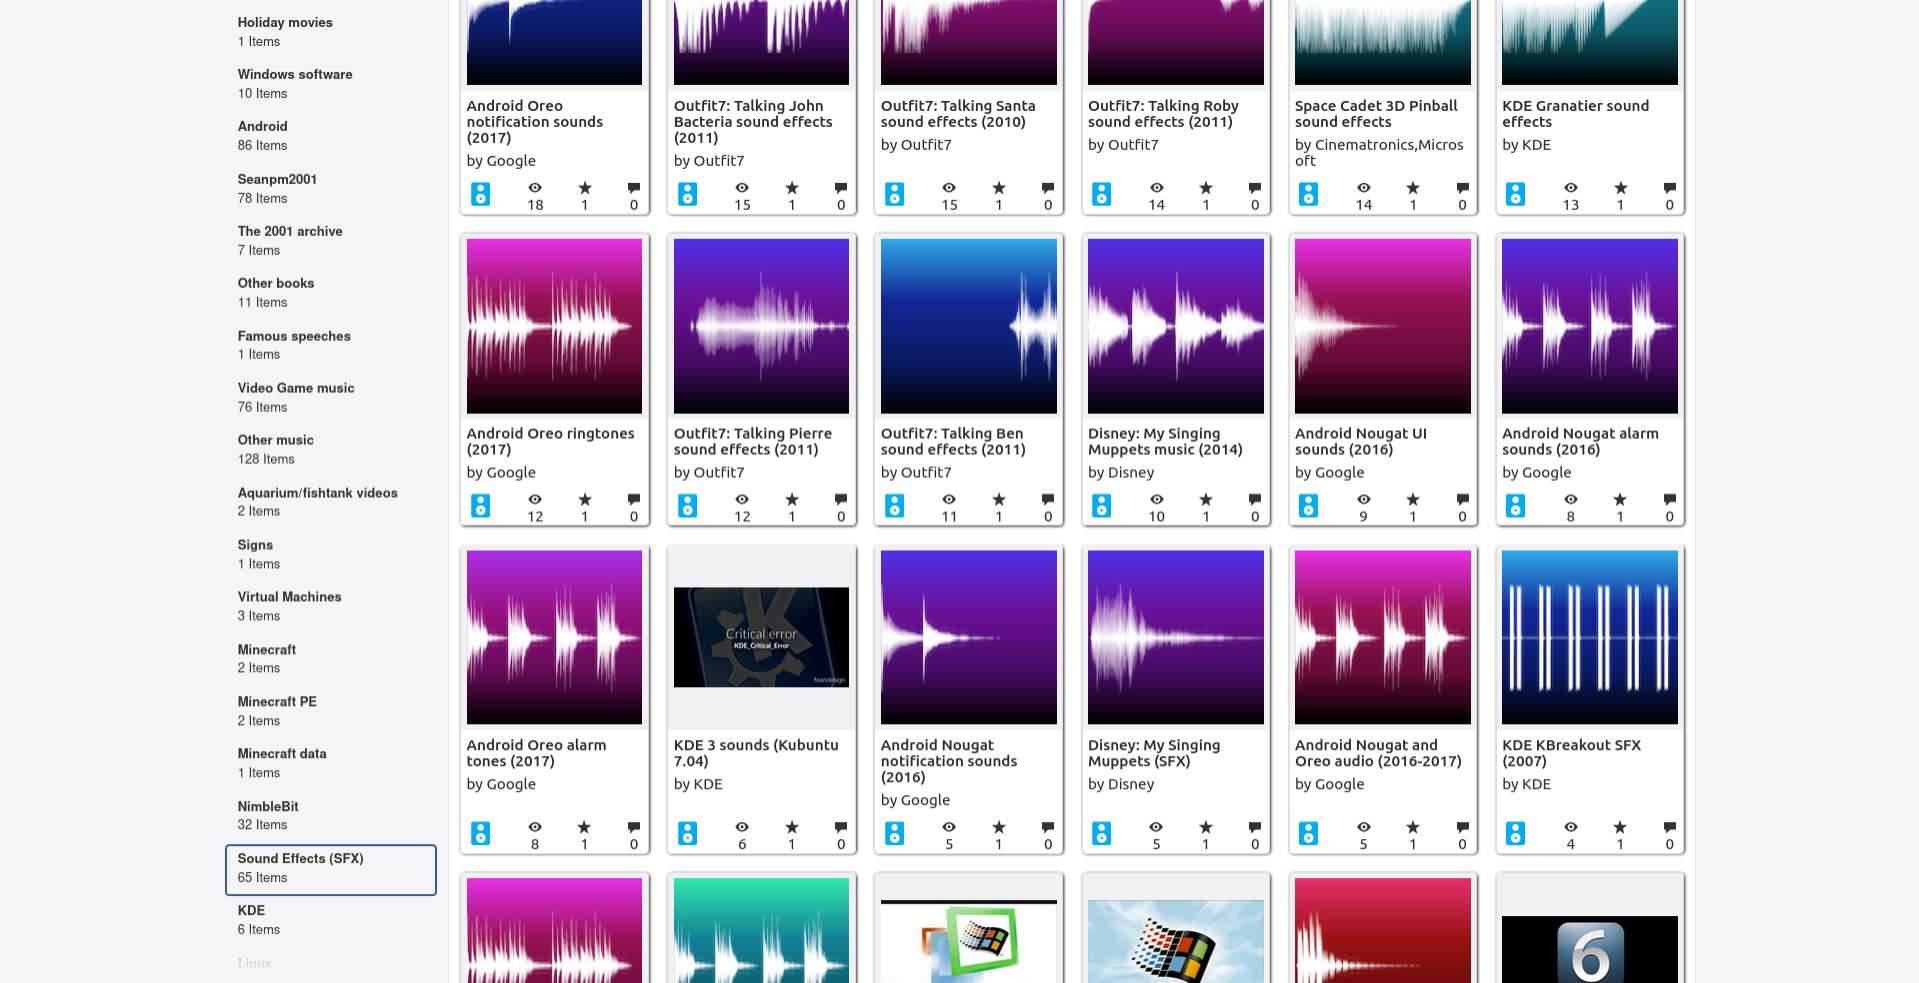 Holiday movies
1 Items
Windows software
10 Items
Android
86 Items
Seanpm2001
78 Items
The 2001 archive
7 Items
Other books
11 Items
Famous speeches
1 Items
Video Game music
76 Items
Other music
128 Items
Aquarium/fishtank videos
2 Items
Signs
1 Items
Virtual Machines
3 Items
Minecraft
2 Items
Minecraft PE
2 Items
Minecraft data
1 Items
NimbleBit
32 Items
Sound Effects (SFX)
65 Items
KDE
6 Items
Linux
Android Oreo
notification sounds
(2017)
by Google
18 1 0
Outfit7: Talking John
Bacteria sound effects
(2011)
by Outfit7
15 1 0
Outfit7: Talking Santa
sound effects (2010)
by Outfit7
15 1 0
Outfit7: Talking Roby
sound effects (2011)
by Outfit7
14 1 0
Space Cadet 3D Pinball
sound effects
by Cinematronics,Micros
oft
14 1 0
KDE Granatier sound
effects
by KDE
13 1 0
Android Oreo ringtones
(2017)
by Google
12 1 0
Outfit7: Talking Pierre
sound effects (2011)
by Outfit7
12 1 0
Outfit7: Talking Ben
sound effects (2011)
by Outfit7
11 1 0
Disney: My Singing
Muppets music (2014)
by Disney
10 1 0
Android Nougat UI
sounds (2016)
by Google
9 1 0
Android Nougat alarm
sounds (2016)
by Google
8 1 0
Android Oreo alarm
tones (2017)
by Google
8 1 0
Critical error
KDE_Critical_Error
feandesign
KDE 3 sounds (Kubuntu
7.04)
by KDE
6 1 0
Android Nougat
notification sounds
(2016)
by Google
5 1 0
Disney: My Singing
Muppets (SFX)
by Disney
5 1 0
Android Nougat and
Oreo audio (2016-2017)
by Google
5 1 0
KDE KBreakout SFX
(2007)
by KDE
4 1 0
6